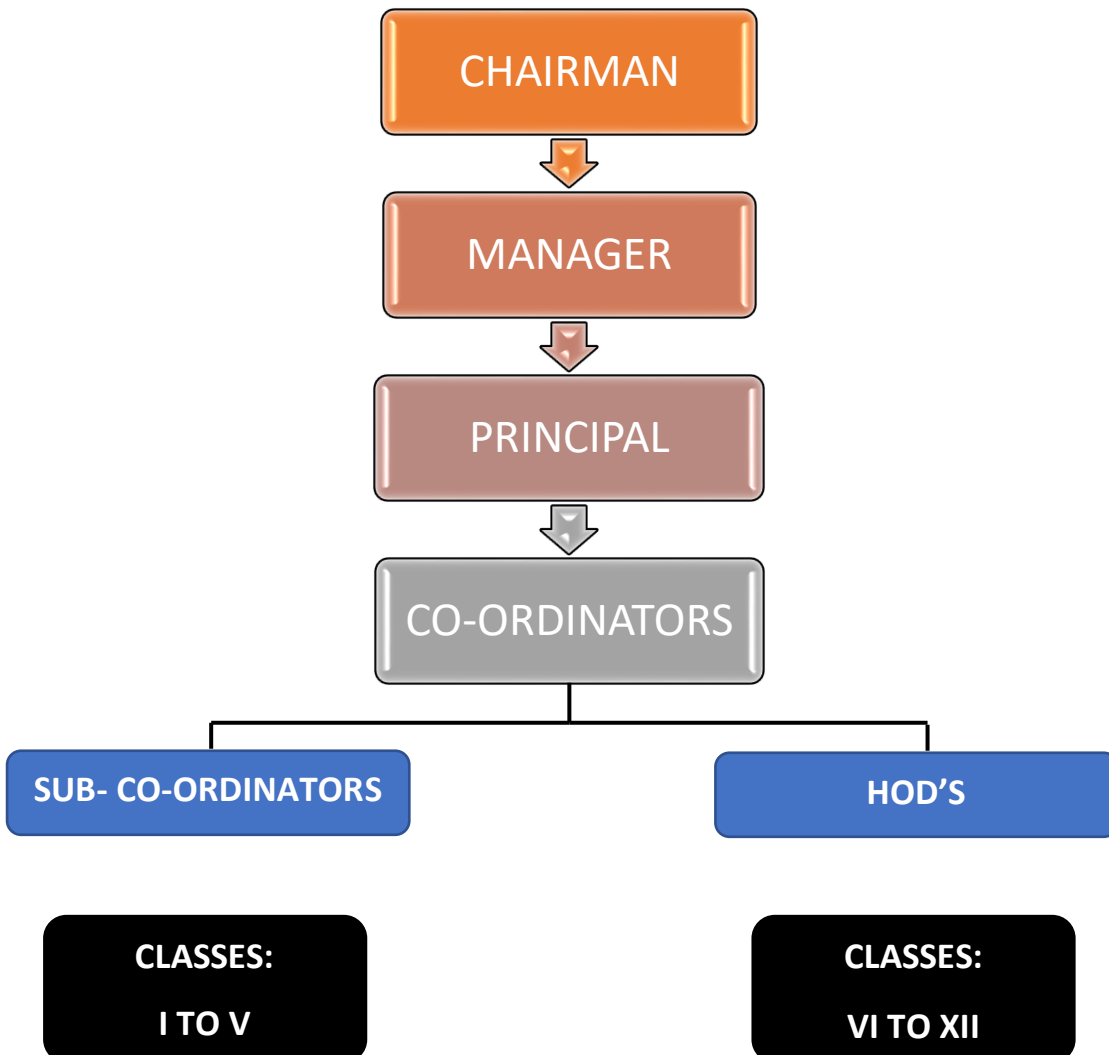 CHAIRMAN
MANAGER
PRINCIPAL
CO-ORDINATORS
SUB- CO-ORDINATORS
HOD’S
CLASSES:
I TO V
CLASSES:
VI TO XII